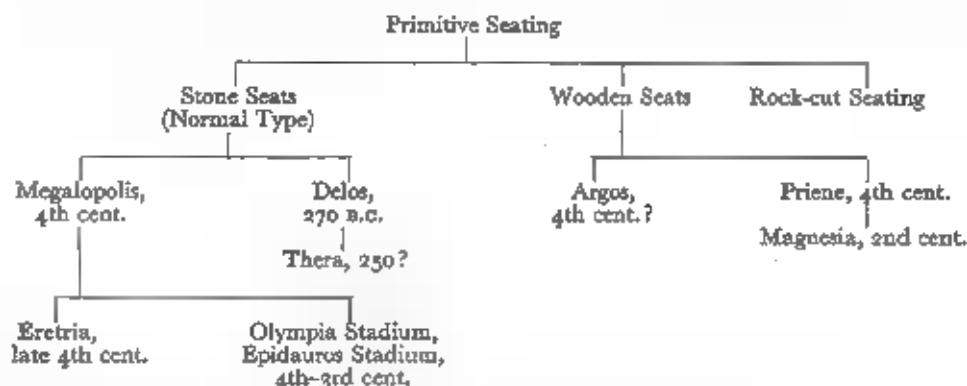 Primitive Seating
Stone Seats
(Normal Type)
Wooden Seats
Rock-cut Seating
Megalopolis,
4th cent.
Delos,
270 B.C.
Thera, 250?
Argos,
4th cent.?
Priene, 4th cent.
Magnesia, 2nd cent.
Eretria,
late 4th cent.
Olympia Stadium,
Epidauros Stadium,
4th-3rd cent.